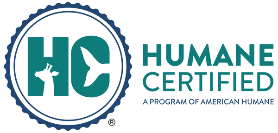 HC
®
HUMANE
CERTIFIED
A PROGRAM OF AMERICAN HUMANE